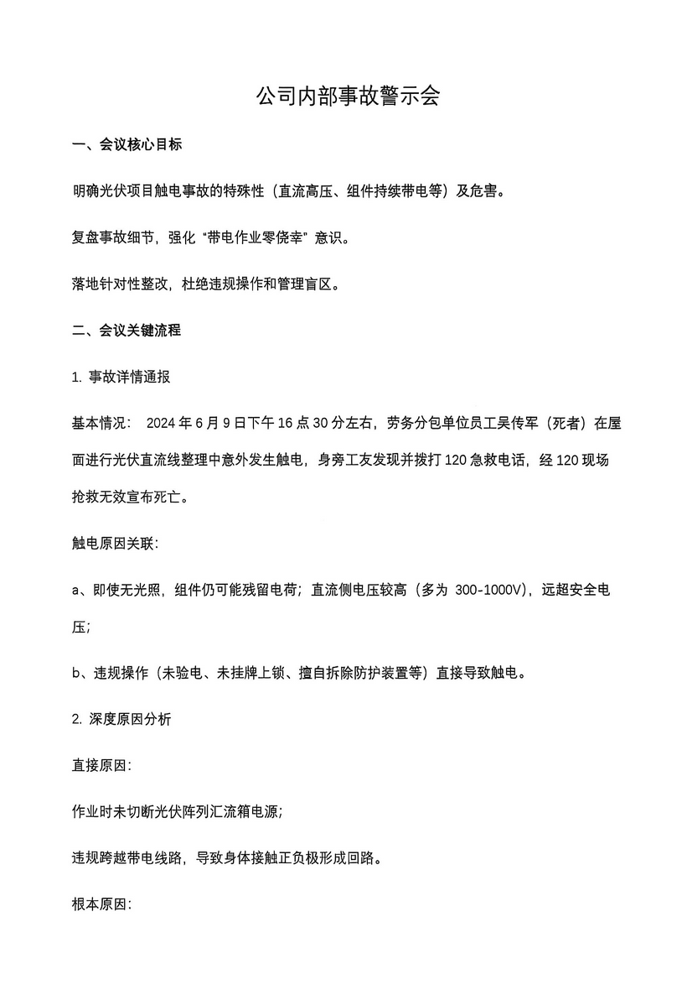 公司内部事故警示会
一、会议核心目标
明确光伏项目触电事故的特殊性（直流高压、组件持续带电等）及危害。
复盘事故细节，强化 “带电作业零侥幸” 意识。
落地针对性整改，杜绝违规操作和管理盲区。
二、会议关键流程
1. 事故详情通报
基本情况： 2024 年 6 月 9 日下午 16 点 30 分左右，劳务分包单位员工吴传军（死者）在屋
面进行光伏直流线整理中意外发生触电，身旁工友发现并拨打 120 急救电话，经 120 现场
抢救无效宣布死亡。
触电原因关联：
a、即使无光照，组件仍可能残留电荷；直流侧电压较高（多为 300-1000V），远超安全电
压；
b、违规操作（未验电、未挂牌上锁、擅自拆除防护装置等）直接导致触电。
2. 深度原因分析
直接原因：
作业时未切断光伏阵列汇流箱电源；
违规跨越带电线路，导致身体接触正负极形成回路。
根本原因：